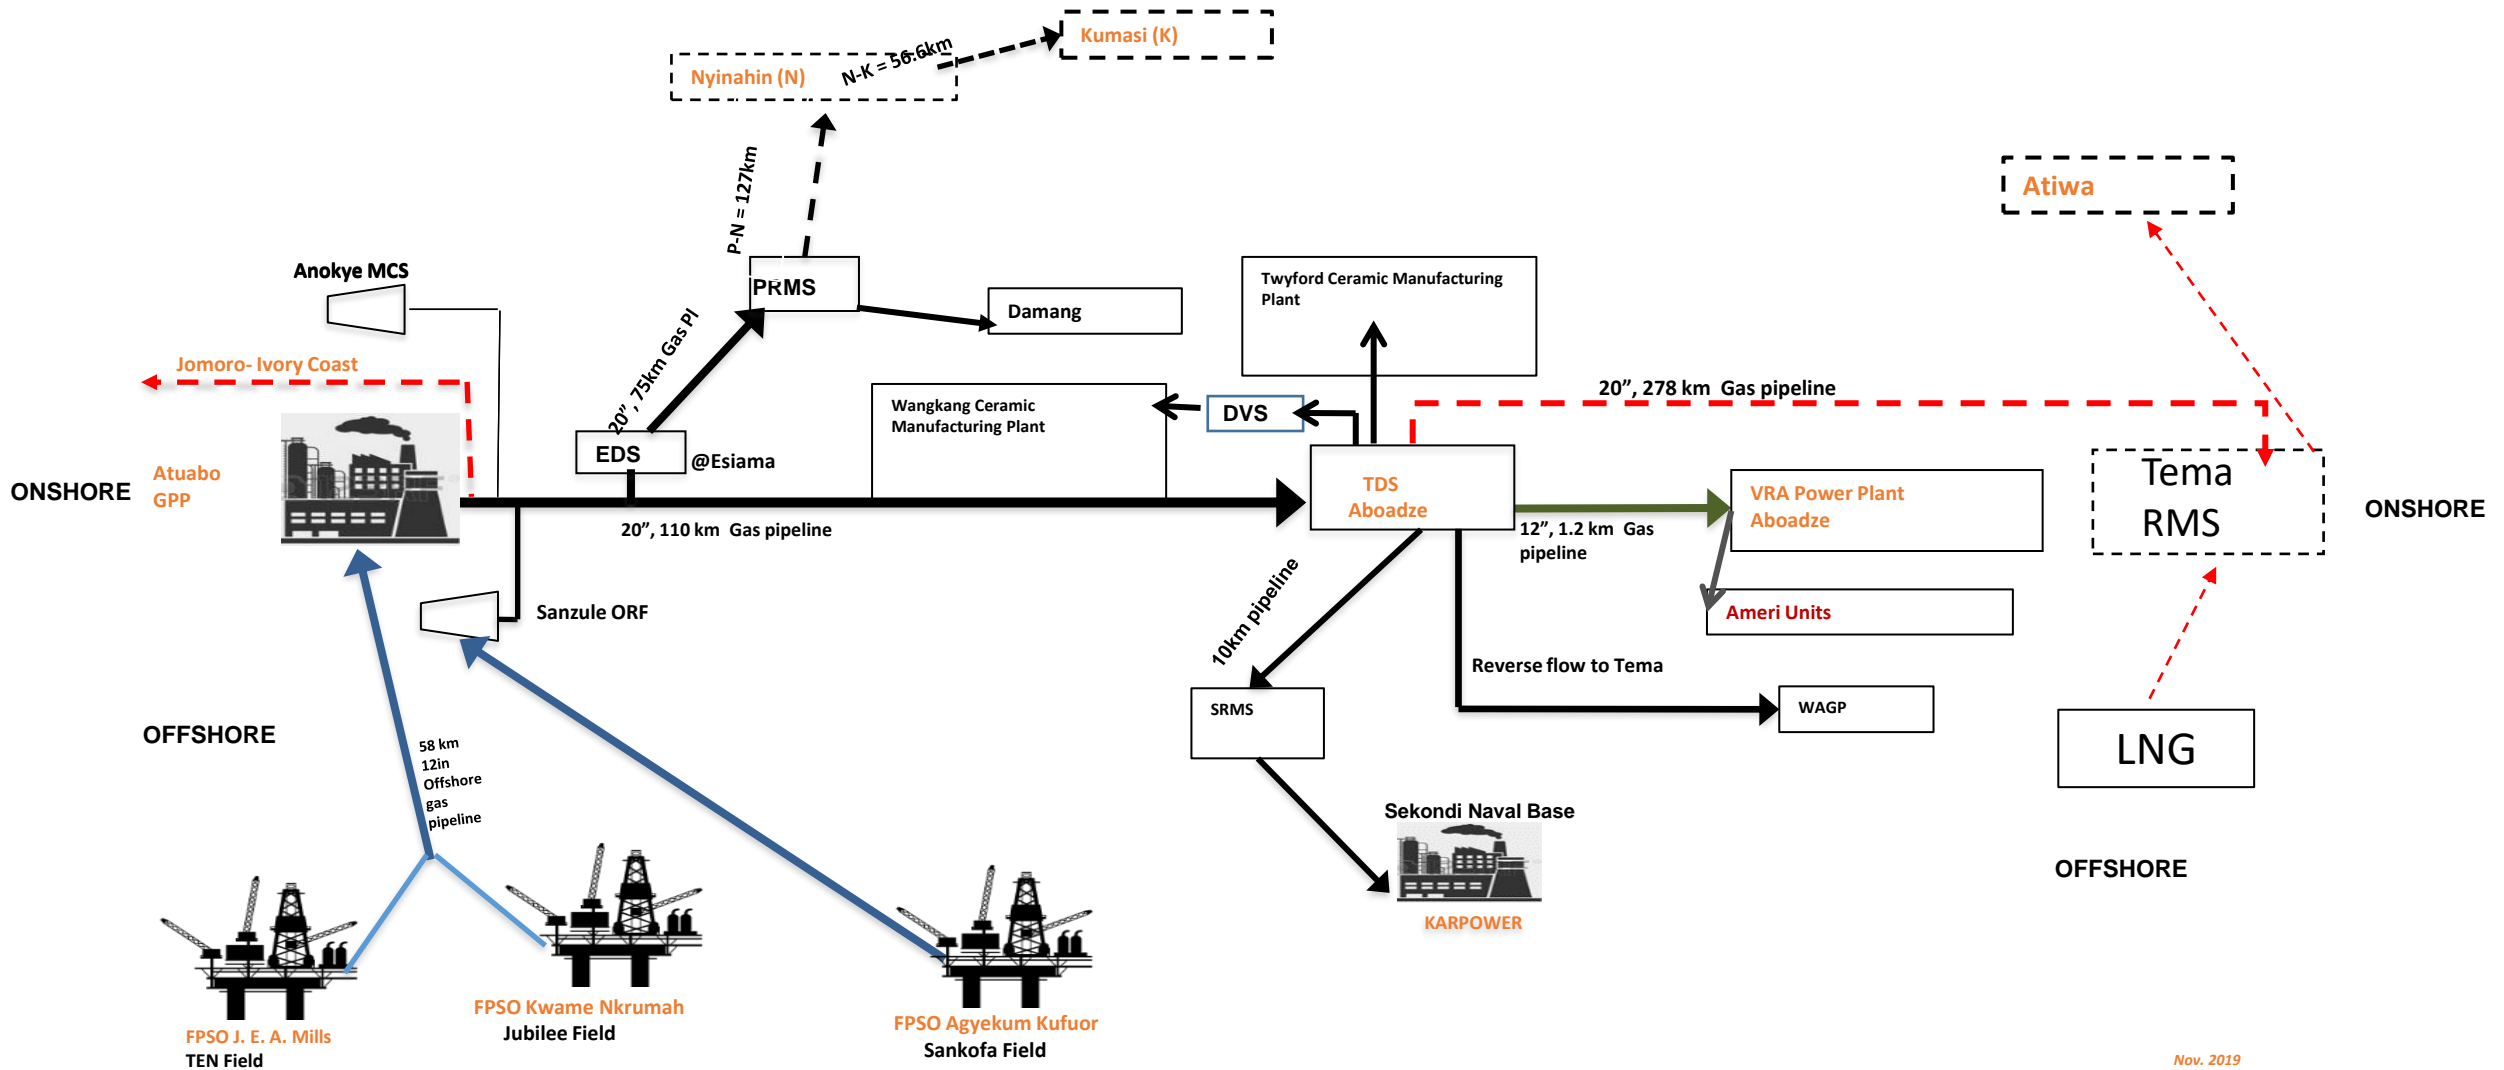 Kumasi (K)
N-K = 56.6km
Nyinahin (N)
P-N = 127km
Atiwa
Anokye MCS
PRMS
Damang
Twyford Ceramic Manufacturing
Plant
Jomoro- Ivory Coast
20”, 75km Gas Pl
20”, 278 km  Gas pipeline
Wangkang Ceramic
Manufacturing Plant
DVS
EDS
@Esiama
ONSHORE
Atuabo
GPP
TDS
Aboadze
VRA Power Plant
Aboadze
Tema
RMS
ONSHORE
20”, 110 km  Gas pipeline
12”, 1.2 km  Gas
pipeline
Sanzule ORF
10km pipeline
Ameri Units
Reverse flow to Tema
SRMS
WAGP
LNG
OFFSHORE
58 km
12in
Offshore
gas
pipeline
Sekondi Naval Base
KARPOWER
OFFSHORE
FPSO J. E. A. Mills
TEN Field
FPSO Kwame Nkrumah
Jubilee Field
FPSO Agyekum Kufuor
Sankofa Field
Nov. 2019